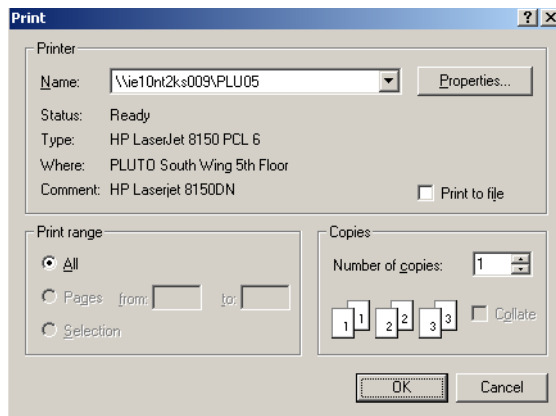 Print
Printer
Name: \\ie10nt2ks009\PLU05 Properties...
Status: Ready
Type: HP LaserJet 8150 PCL 6
Where: PLUTO South Wing 5th Floor
Comment: HP Laserjet 8150DN Print to file
Print range
All
Pages from: to:
Selection
Copies
Number of copies: 1
1 1 2 2 3 3 Collate
OK Cancel